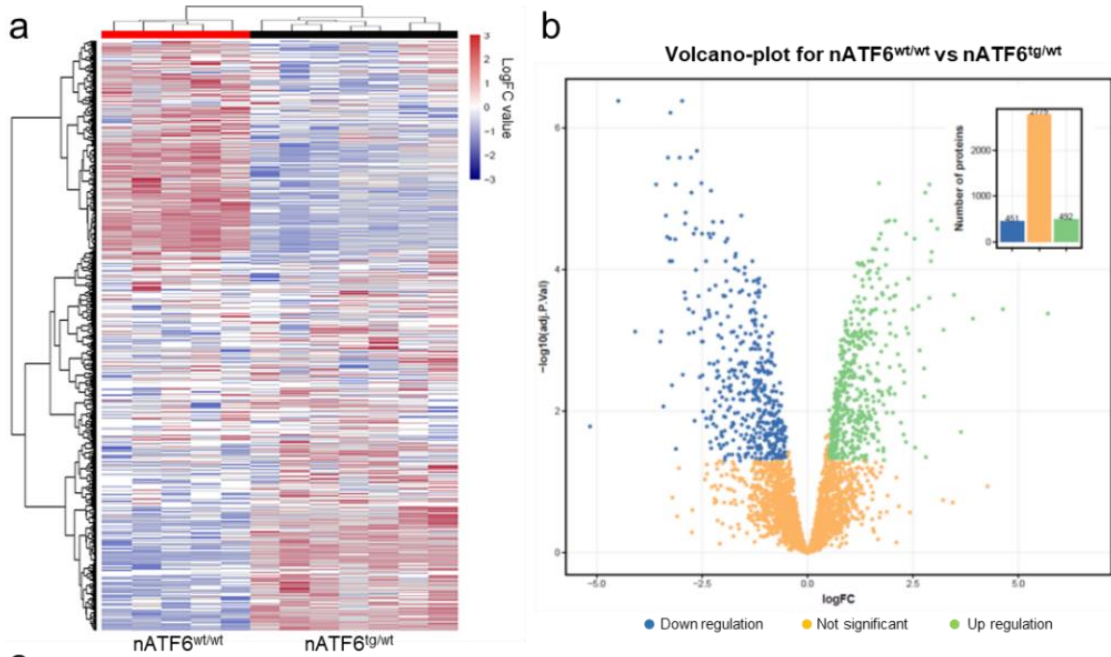 a
3
2
1
0
−1
−2
−3
LogFC value
nATF6wt/wt
nATF6tg/wt
b
Volcano-plot for nATF6wt/wt vs nATF6tg/wt
−log10(adj.P.Val)
6
4
2
0
−5.0
−2.5
0.0
2.5
5.0
logFC
Number of proteins
2000
1000
0
451
492
Down regulation
Not significant
Up regulation